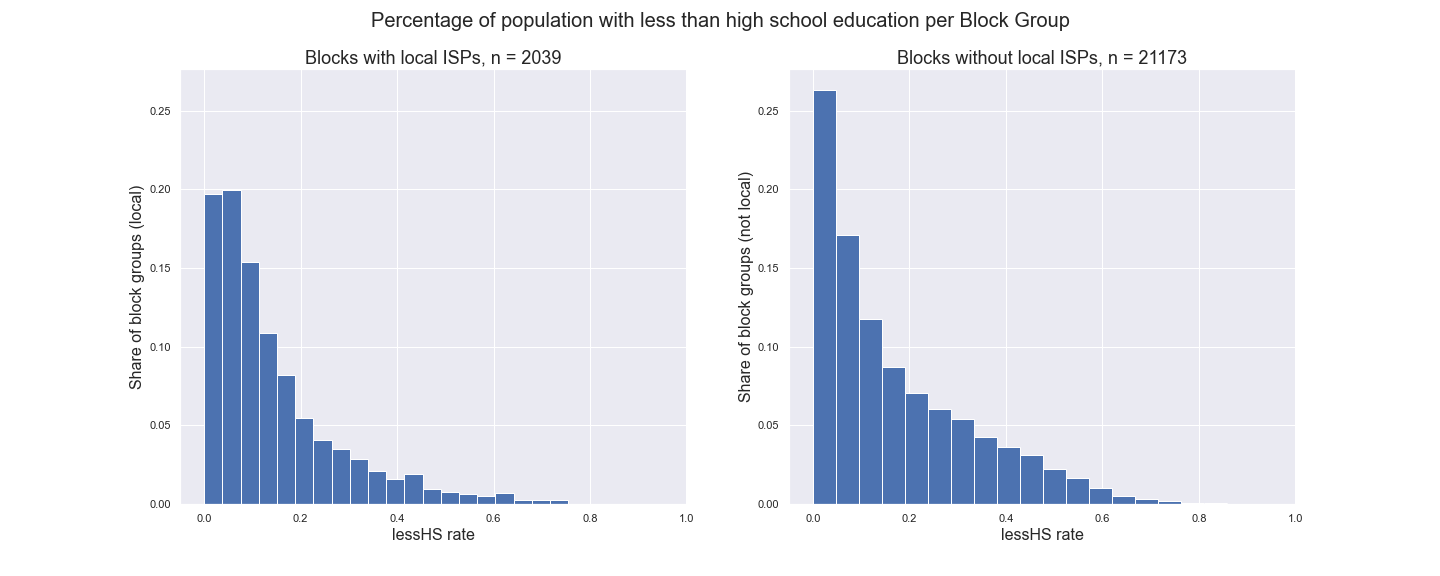 Percentage of population with less than high school education per Block Group
Blocks with local ISPs, n = 2039
Share of block groups (local)
0.25
0.20
0.15
0.10
0.05
0.00
0.0 0.2 0.4 0.6 0.8 1.0
lessHS rate
Blocks without local ISPs, n = 21173
Share of block groups (not local)
0.25
0.20
0.15
0.10
0.05
0.00
0.0 0.2 0.4 0.6 0.8 1.0
lessHS rate